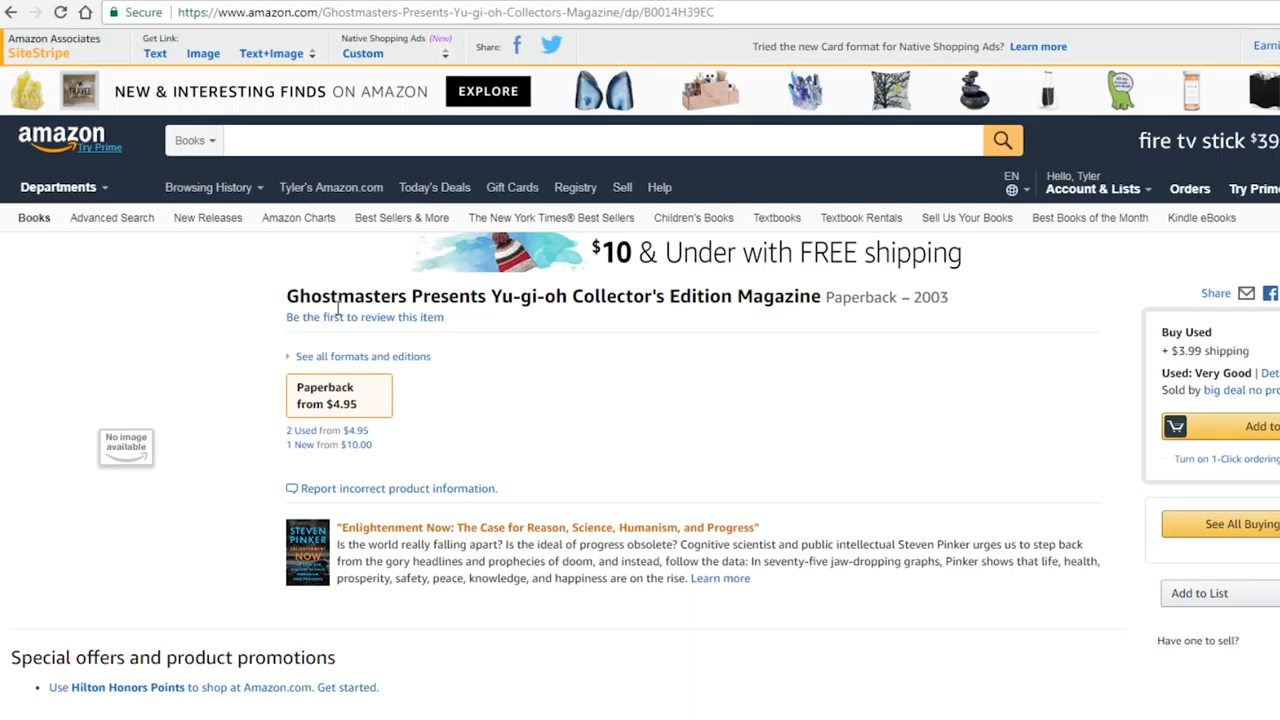 Secure https://www.amazon.com/Ghostmasters-Presents-Yu-gi-oh-Collectors-Magazine/dp/B0014H39EC
Amazon Associates
SiteStripe
Get Link:
Text Image Text+Image
Native Shopping Ads (New)
Custom
Share:
Tried the new Card format for Native Shopping Ads? Learn more
Earni
NEW & INTERESTING FINDS ON AMAZON EXPLORE
amazon
Try Prime
Books
fire tv stick $39
Departments
Browsing History Tyler's Amazon.com Today's Deals Gift Cards Registry Sell Help
EN
Hello, Tyler
Account & Lists Orders Try Prime
Books Advanced Search New Releases Amazon Charts Best Sellers & More The New York Times® Best Sellers Children's Books Textbooks Textbook Rentals Sell Us Your Books Best Books of the Month Kindle eBooks
$10 & Under with FREE shipping
Ghostmasters Presents Yu-gi-oh Collector's Edition Magazine Paperback – 2003
Be the first to review this item
See all formats and editions
Paperback
from $4.95
2 Used from $4.95
1 New from $10.00
No image
available
Report incorrect product information.
STEVEN
PINKER
ENLIGHTENMENT
NOW
"Enlightenment Now: The Case for Reason, Science, Humanism, and Progress"
Is the world really falling apart? Is the ideal of progress obsolete? Cognitive scientist and public intellectual Steven Pinker urges us to step back
from the gory headlines and prophecies of doom, and instead, follow the data: In seventy-five jaw-dropping graphs, Pinker shows that life, health,
prosperity, safety, peace, knowledge, and happiness are on the rise. Learn more
Share
Buy Used
+ $3.99 shipping
Used: Very Good | Det
Sold by big deal no pro
Add to
Turn on 1-Click ordering
See All Buying
Add to List
Have one to sell?
Special offers and product promotions
Use Hilton Honors Points to shop at Amazon.com. Get started.